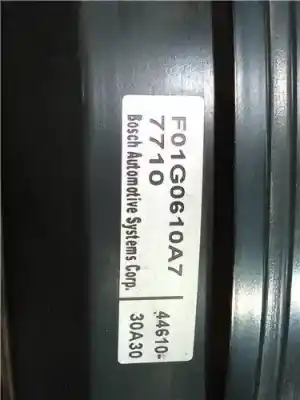 F01G0610A7
7710
Bosch Automotive Systems Corp.
44610-
30A30